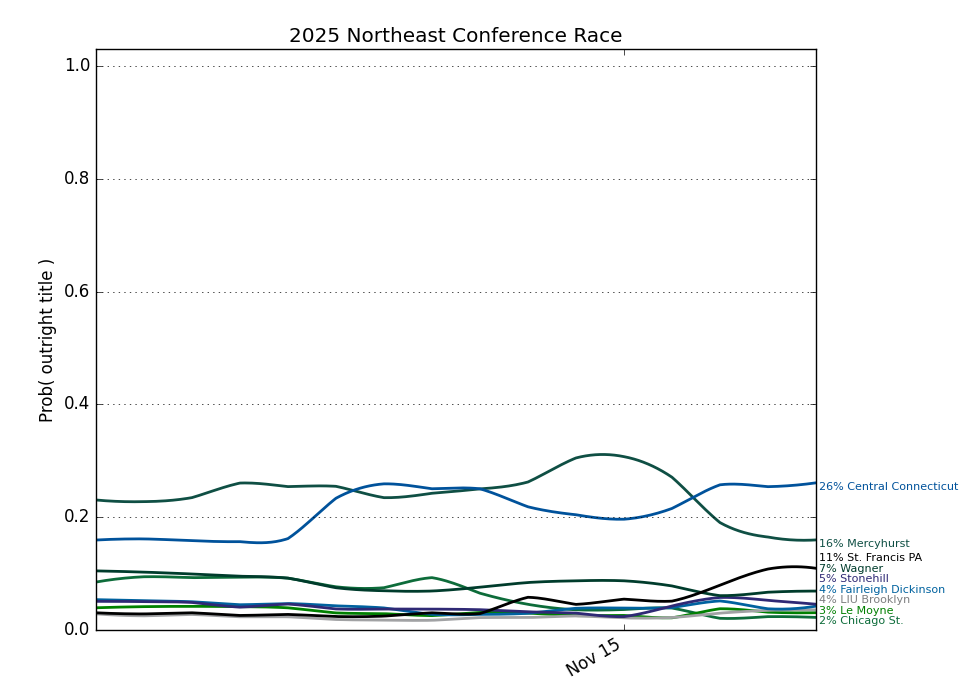 2025 Northeast Conference Race
Prob( outright title )
1.0
0.8
0.6
0.4
0.2
0.0
Nov 15
26% Central Connecticut
16% Mercyhurst
11% St. Francis PA
7% Wagner
5% Stonehill
4% Fairleigh Dickinson
4% LIU Brooklyn
3% Le Moyne
2% Chicago St.